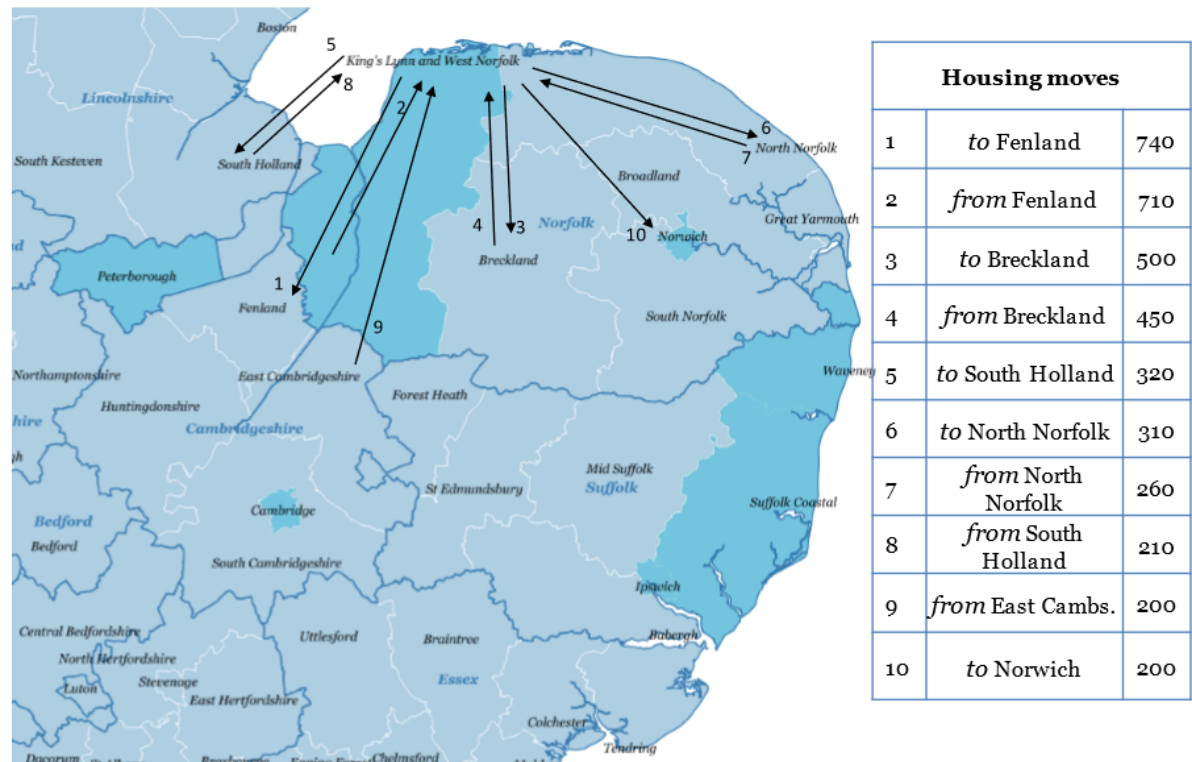 Boston
5
King's Lynn and West Norfolk
8
Lincolnshire
2
6
South Kesteven
South Holland
7
North Norfolk
Broadland
4
3
Norfolk
10
Norwich
Great Yarmouth
Breckland
Peterborough
1
Fenland
South Norfolk
9
Northamptonshire
East Cambridgeshire
Waveney
Forest Heath
Huntingdonshire
hire
Cambridgeshire
gh
Mid Suffolk
Suffolk
St Edmundsbury
Suffolk Coastal
Cambridge
Bedford
Bedford
South Cambridgeshire
Ipswich
Central Bedfordshire
Uttlesford
Braintree
Babergh
North Hertfordshire
Stevenage
Luton
East Hertfordshire
Essex
Colchester
Tendring
Dacorum
Chelmsford
Housing moves
1 to Fenland 740
2 from Fenland 710
3 to Breckland 500
4 from Breckland 450
5 to South Holland 320
6 to North Norfolk 310
7 from North Norfolk 260
8 from South Holland 210
9 from East Cambs. 200
10 to Norwich 200